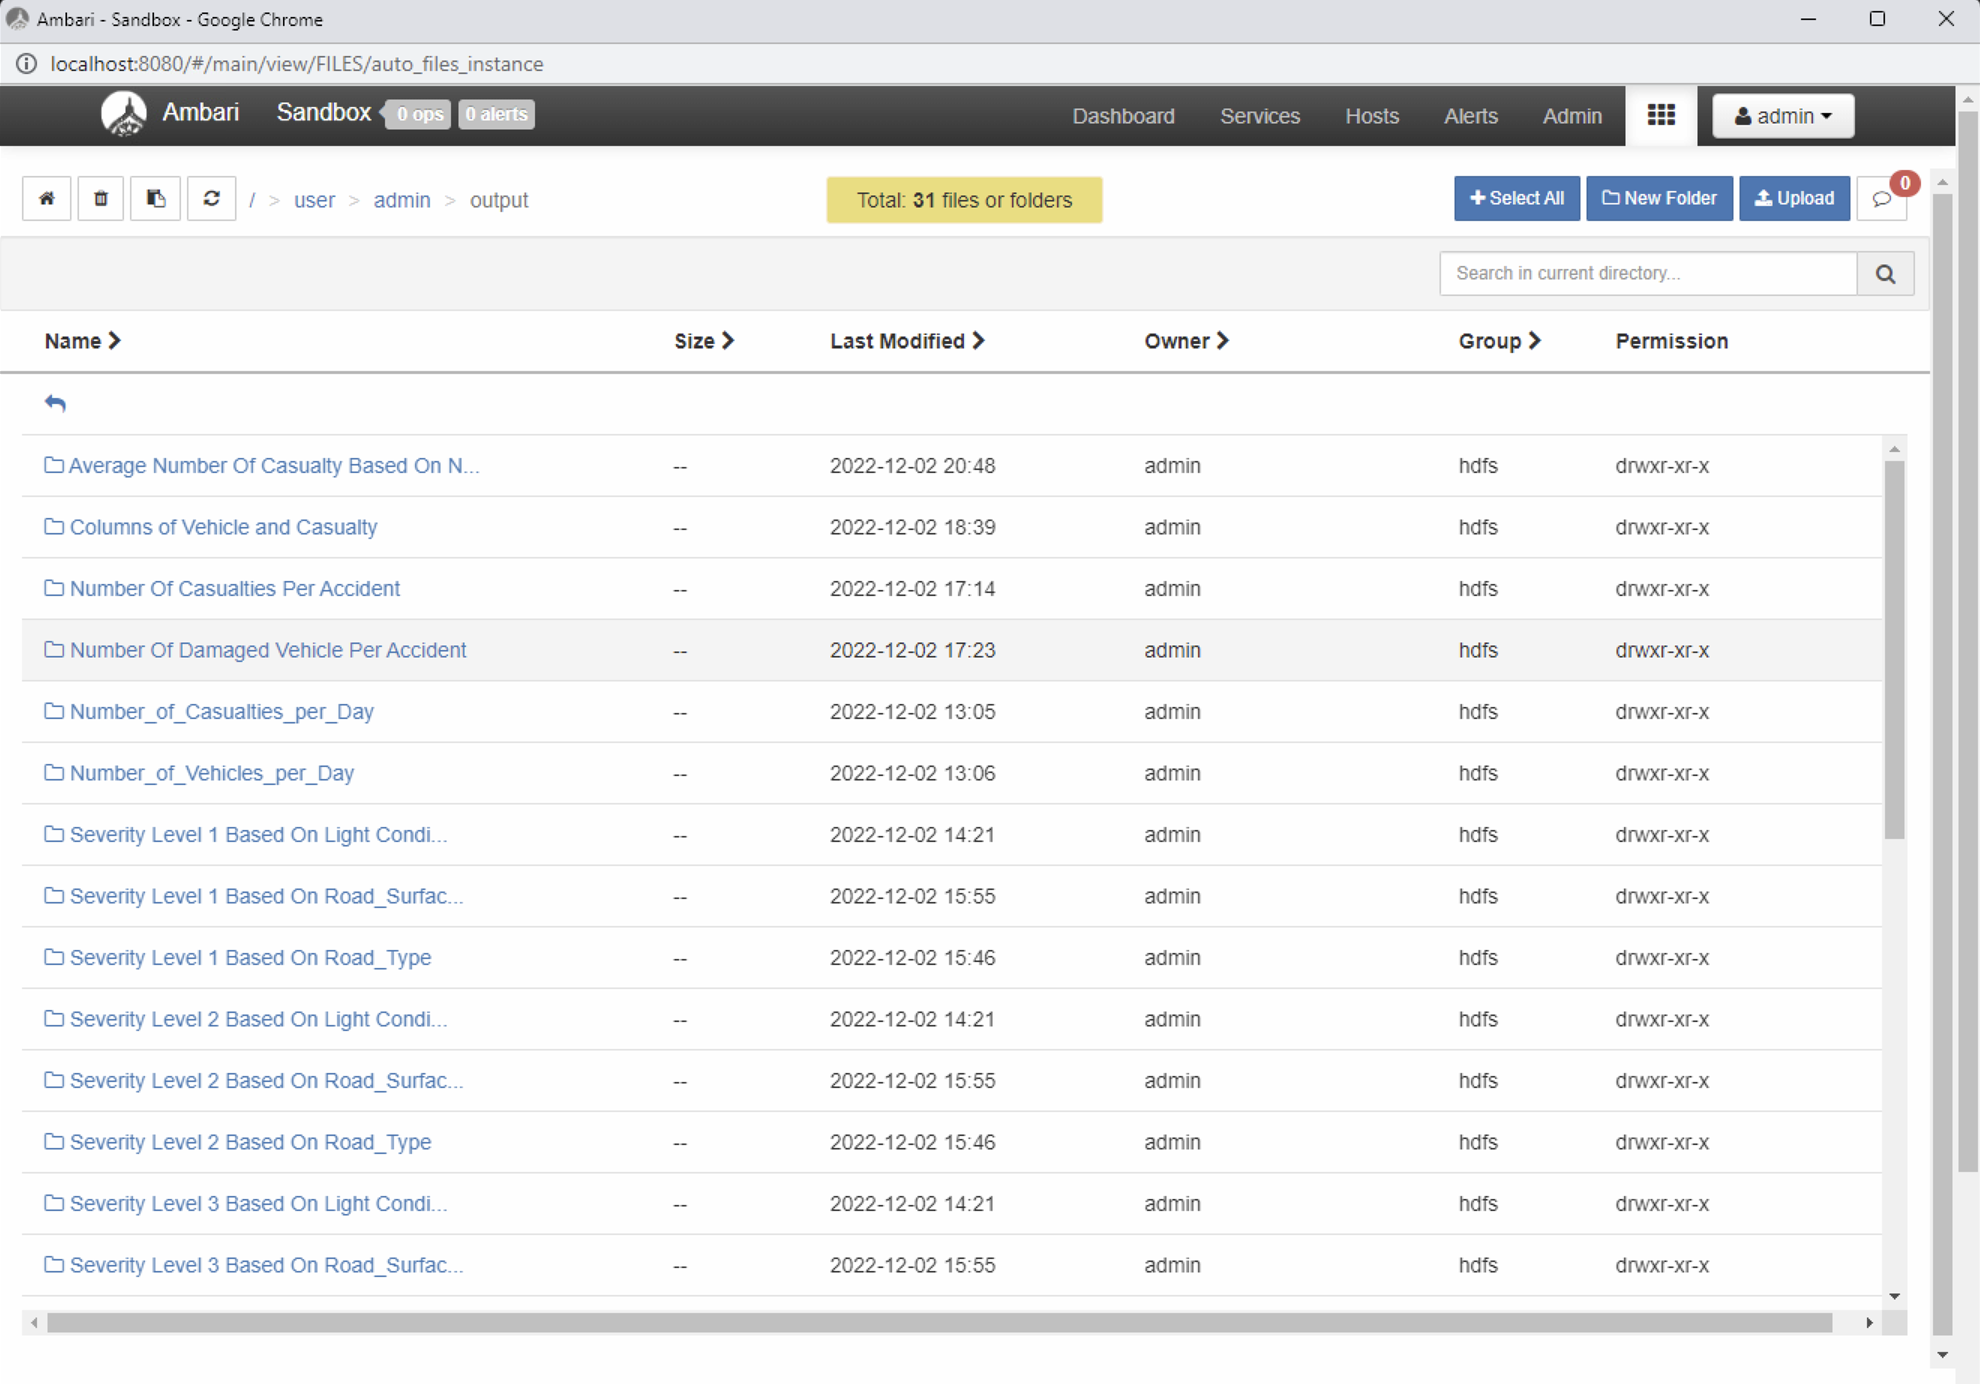 Ambari - Sandbox - Google Chrome
localhost:8080/#/main/view/FILES/auto_files_instance
Ambari Sandbox 0 ops 0 alerts Dashboard Services Hosts Alerts Admin admin
/ > user > admin > output Total: 31 files or folders Select All New Folder Upload 0
Search in current directory...
Name Size Last Modified Owner Group Permission
Average Number Of Casualty Based On N... -- 2022-12-02 20:48 admin hdfs drwxr-xr-x
Columns of Vehicle and Casualty -- 2022-12-02 18:39 admin hdfs drwxr-xr-x
Number Of Casualties Per Accident -- 2022-12-02 17:14 admin hdfs drwxr-xr-x
Number Of Damaged Vehicle Per Accident -- 2022-12-02 17:23 admin hdfs drwxr-xr-x
Number_of_Casualties_per_Day -- 2022-12-02 13:05 admin hdfs drwxr-xr-x
Number_of_Vehicles_per_Day -- 2022-12-02 13:06 admin hdfs drwxr-xr-x
Severity Level 1 Based On Light Condi... -- 2022-12-02 14:21 admin hdfs drwxr-xr-x
Severity Level 1 Based On Road_Surfac... -- 2022-12-02 15:55 admin hdfs drwxr-xr-x
Severity Level 1 Based On Road_Type -- 2022-12-02 15:46 admin hdfs drwxr-xr-x
Severity Level 2 Based On Light Condi... -- 2022-12-02 14:21 admin hdfs drwxr-xr-x
Severity Level 2 Based On Road_Surfac... -- 2022-12-02 15:55 admin hdfs drwxr-xr-x
Severity Level 2 Based On Road_Type -- 2022-12-02 15:46 admin hdfs drwxr-xr-x
Severity Level 3 Based On Light Condi... -- 2022-12-02 14:21 admin hdfs drwxr-xr-x
Severity Level 3 Based On Road_Surfac... -- 2022-12-02 15:55 admin hdfs drwxr-xr-x